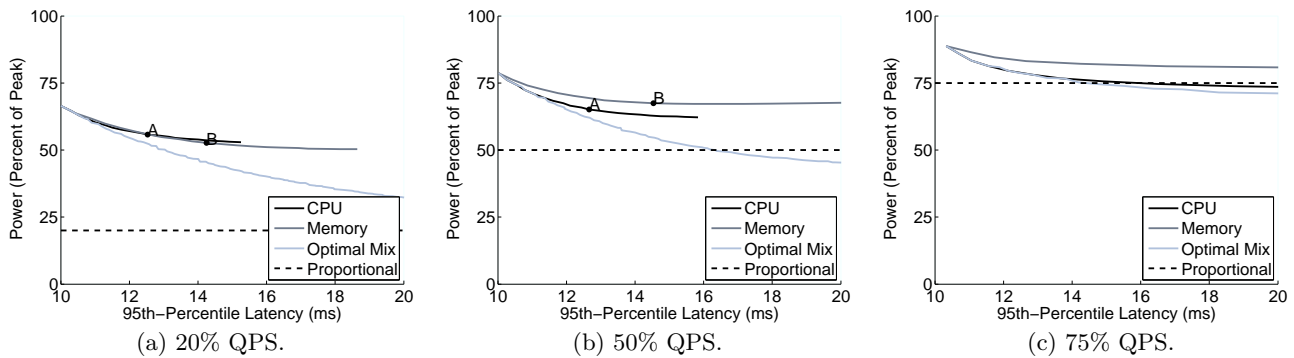 100
75
50
25
0
Power (Percent of Peak)
A
B
CPU
Memory
Optimal Mix
Proportional
10 12 14 16 18 20
95th−Percentile Latency (ms)
(a) 20% QPS.
100
75
50
25
0
Power (Percent of Peak)
A
B
CPU
Memory
Optimal Mix
Proportional
10 12 14 16 18 20
95th−Percentile Latency (ms)
(b) 50% QPS.
100
75
50
25
0
Power (Percent of Peak)
CPU
Memory
Optimal Mix
Proportional
10 12 14 16 18 20
95th−Percentile Latency (ms)
(c) 75% QPS.